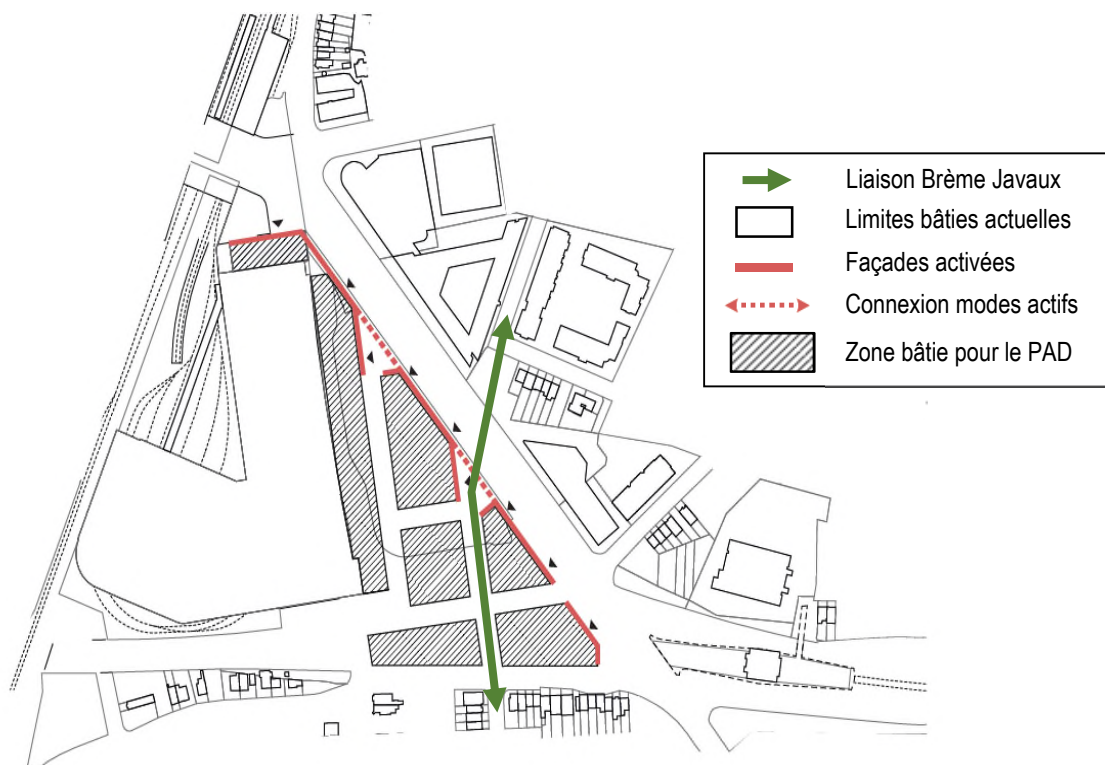 Liaison Brème Javaux
Limites bâties actuelles
Façades activées
Connexion modes actifs
Zone bâtie pour le PAD